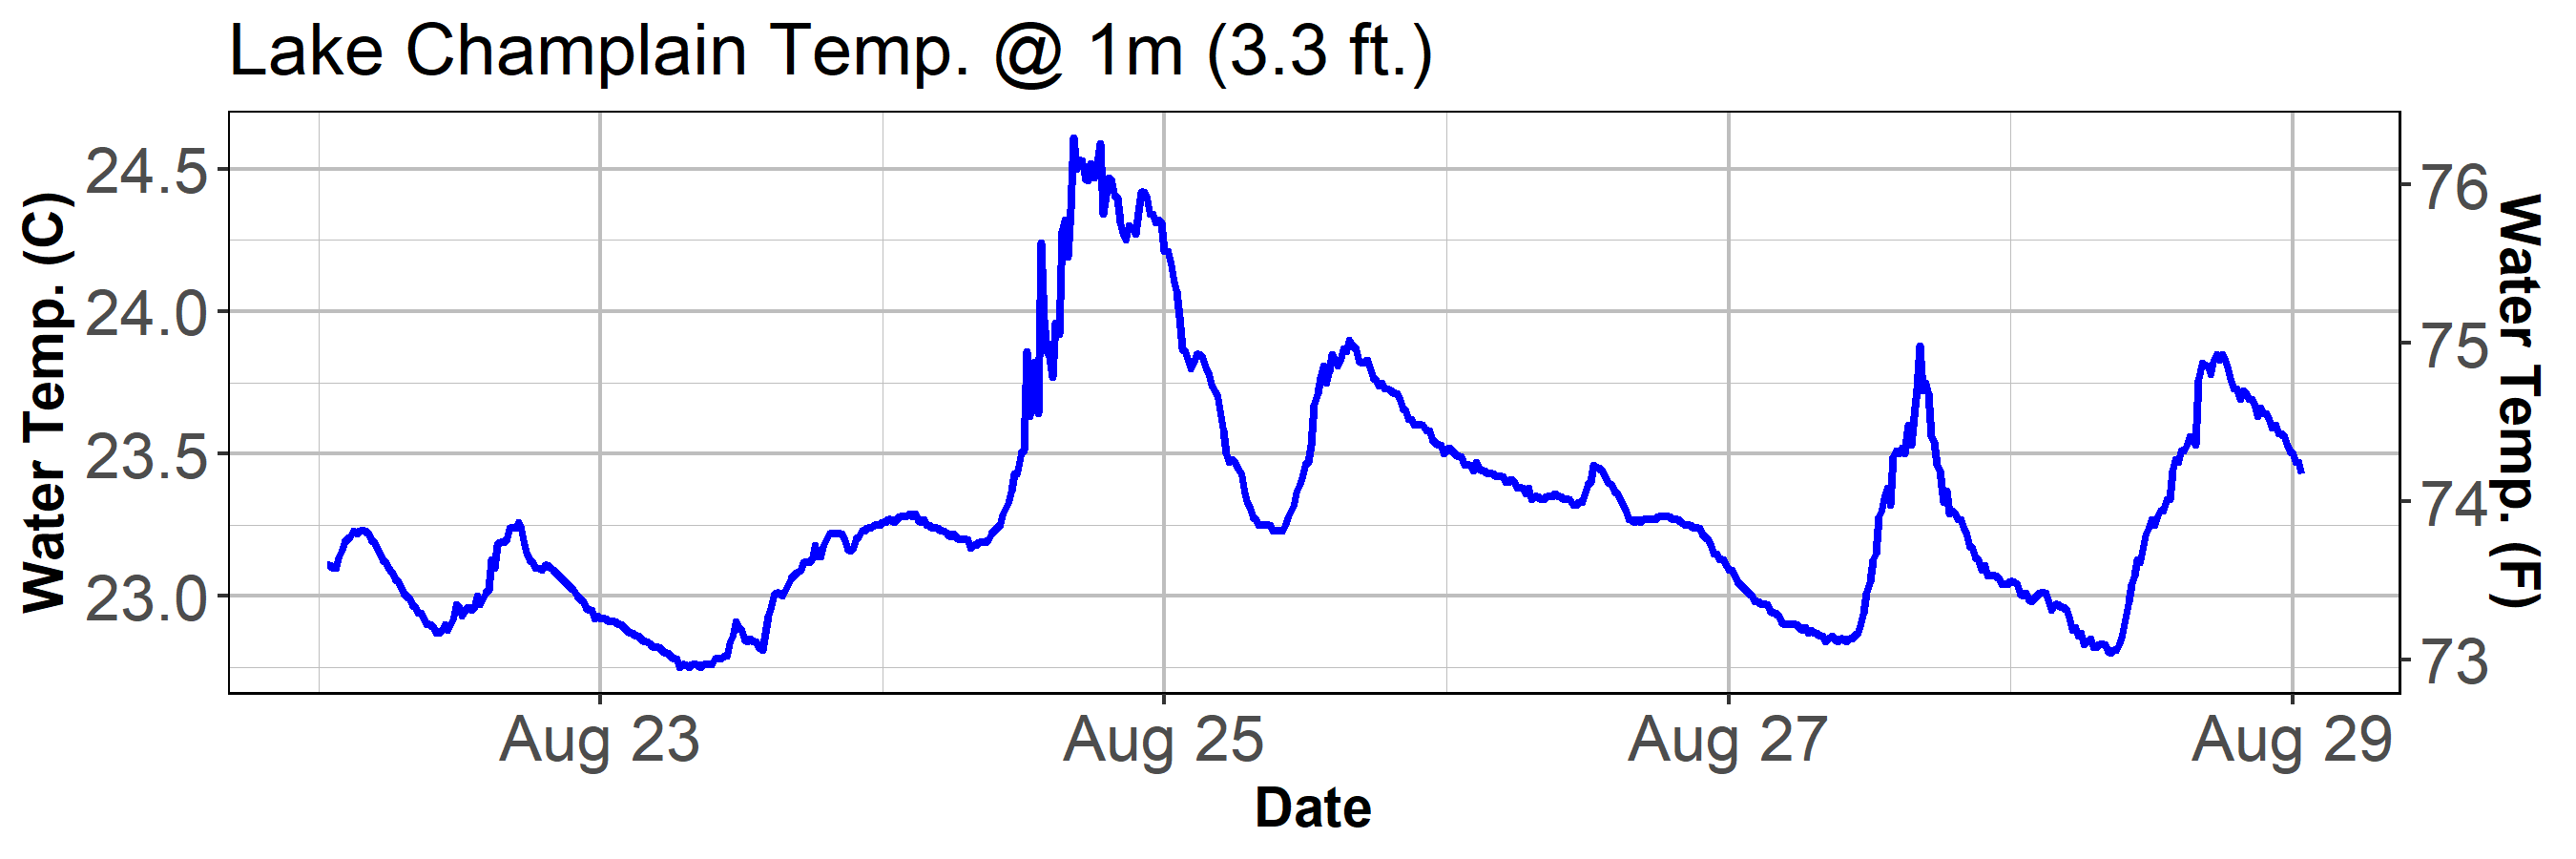 Lake Champlain Temp. @ 1m (3.3 ft.)
Water Temp. (C)
24.5
24.0
23.5
23.0
76
75
74
73
Water Temp. (F)
Aug 23
Aug 25
Aug 27
Aug 29
Date